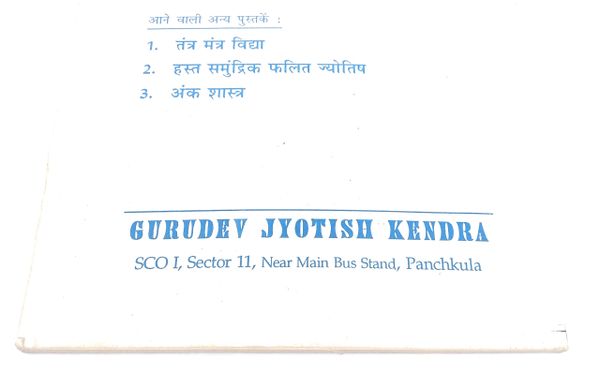 आने वाली अन्य पुस्तकें :
1. तंत्र मंत्र विद्या
2. हस्त समुंद्रिक फलित ज्योतिष
3. अंक शास्त्र
GURUDEV JYOTISH KENDRA
SCO I, Sector 11, Near Main Bus Stand, Panchkula